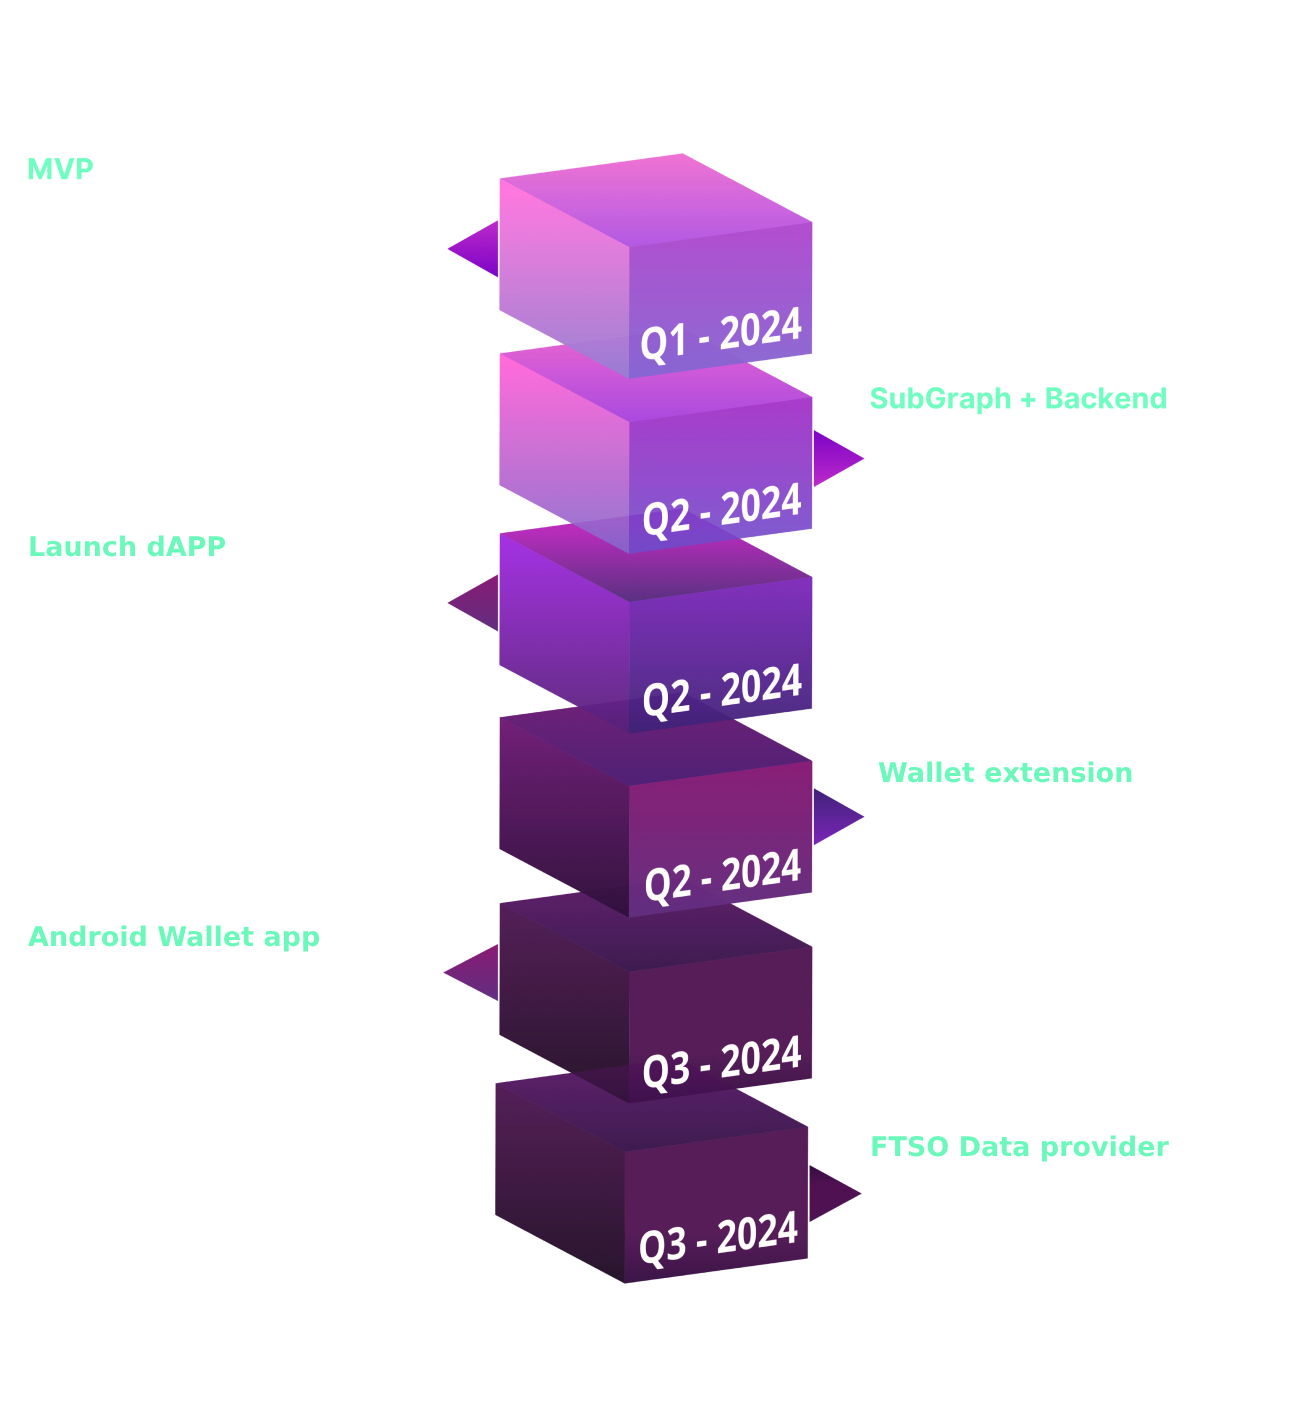 MVP
Q1 - 2024
SubGraph + Backend
Q2 - 2024
Launch dAPP
Q2 - 2024
Wallet extension
Q2 - 2024
Android Wallet app
Q3 - 2024
FTSO Data provider
Q3 - 2024